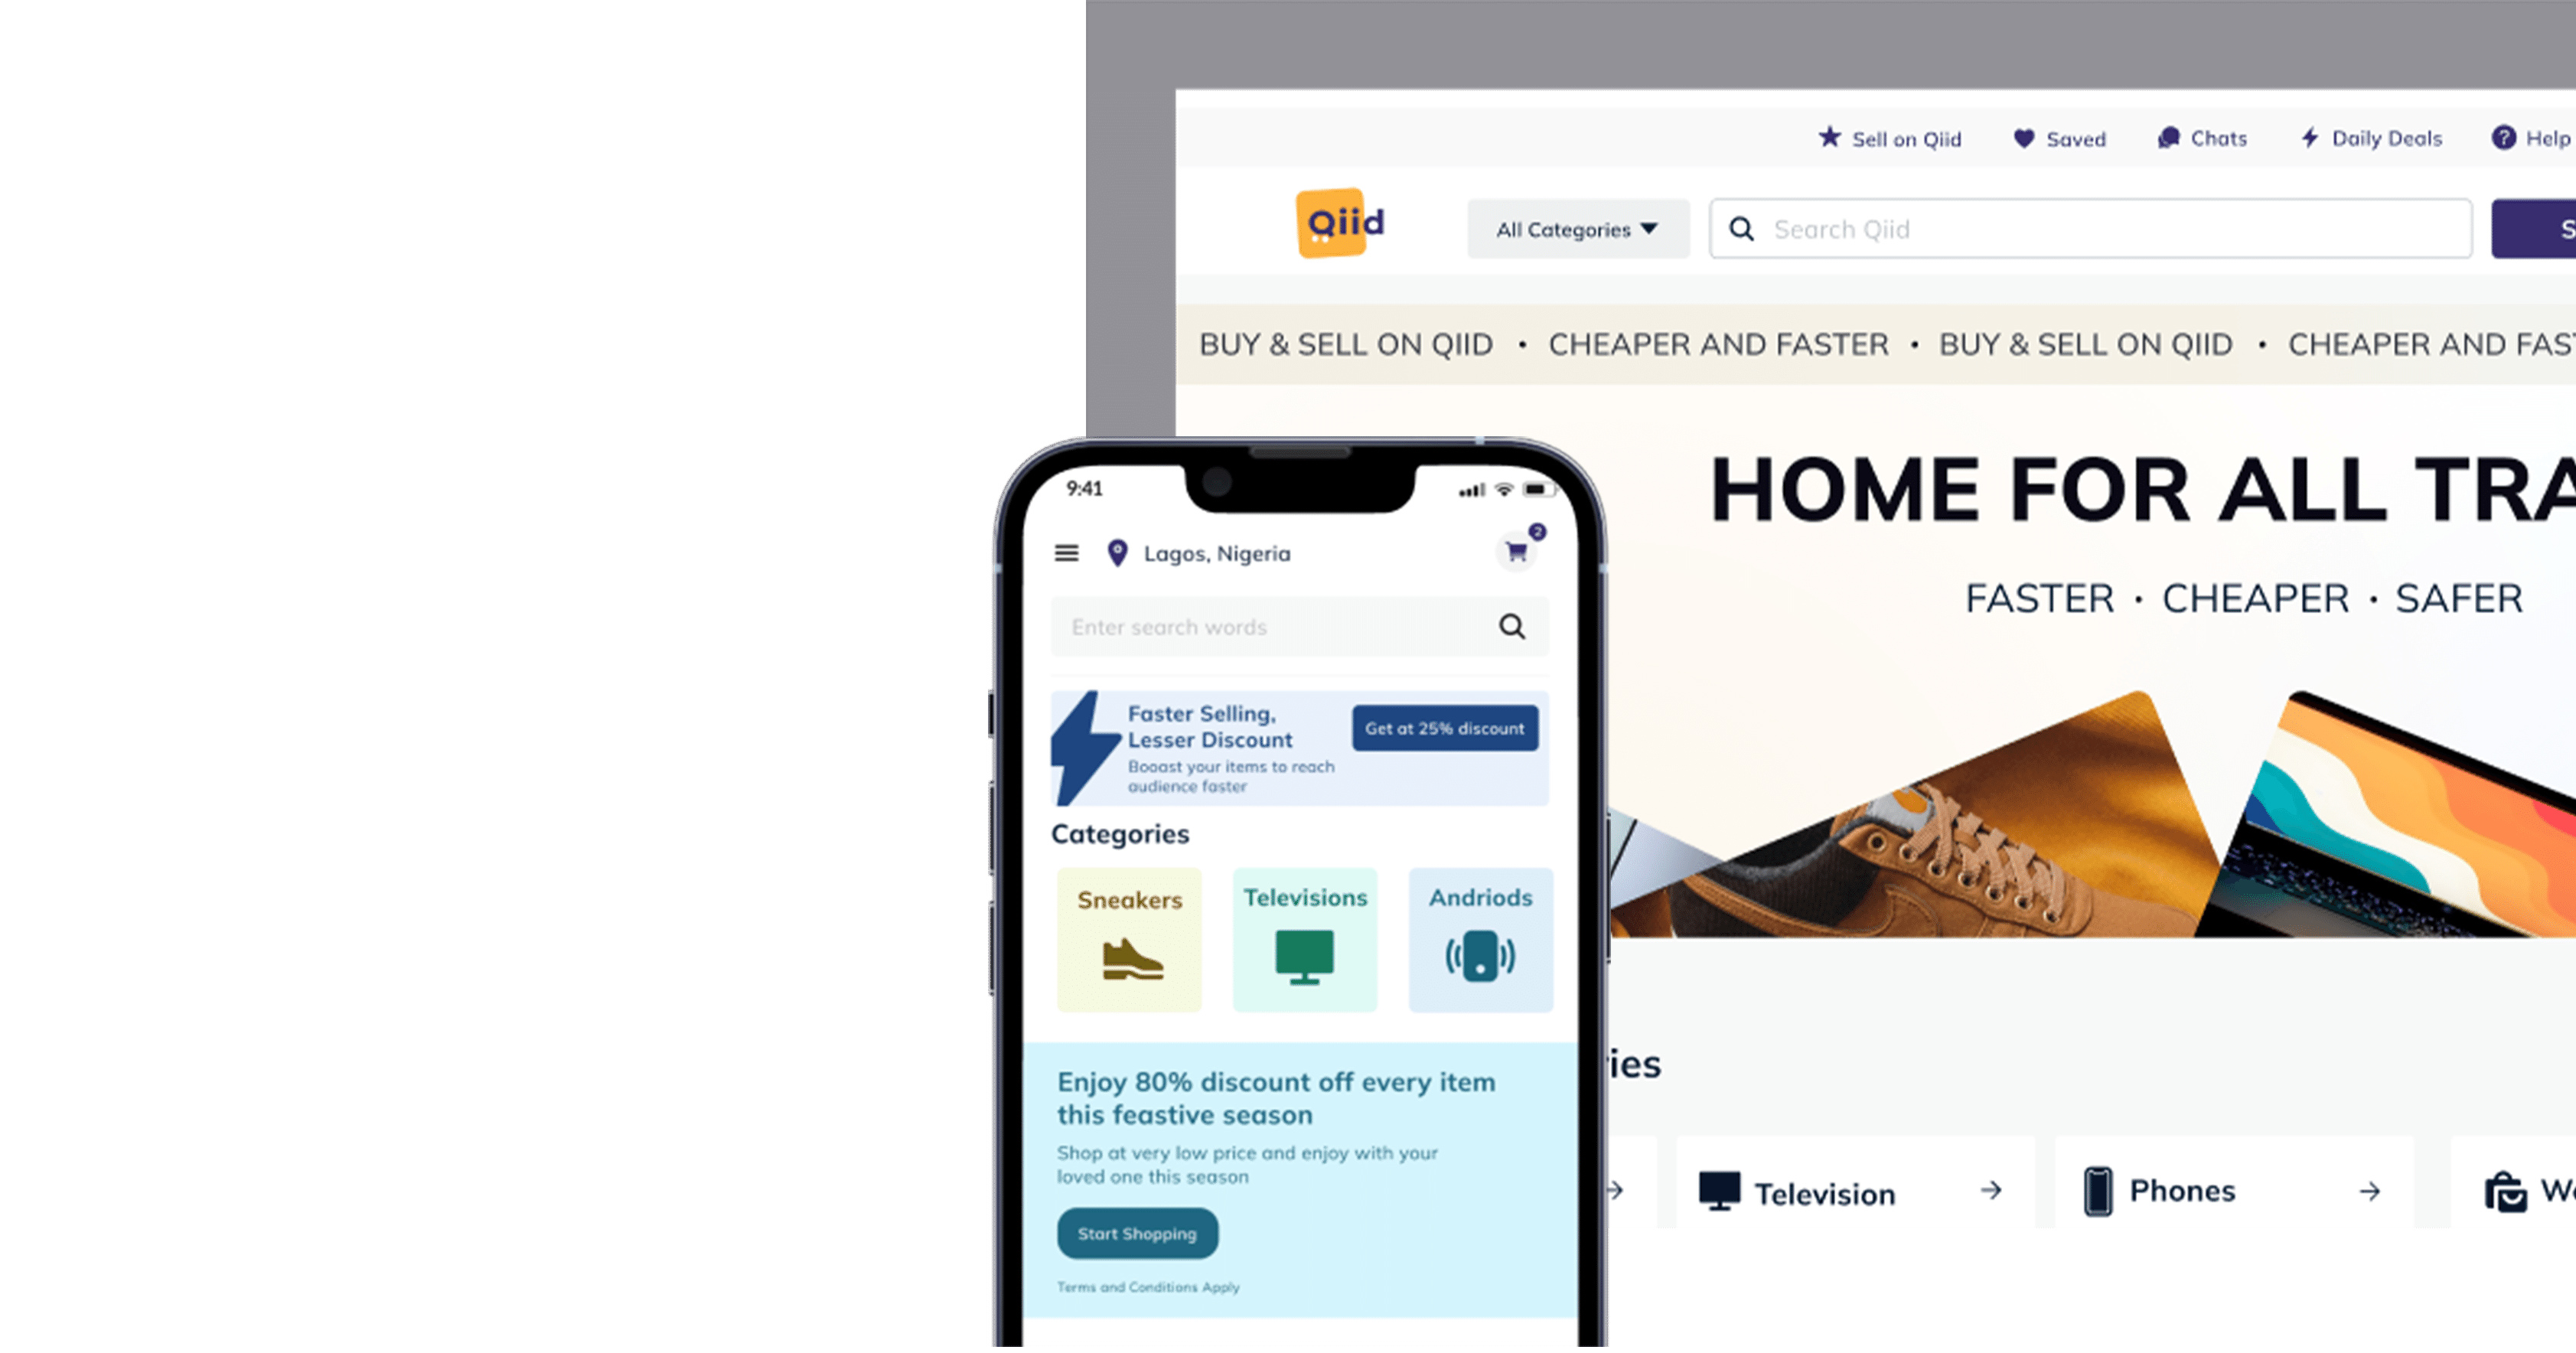 Sell on Qiid
Saved
Chats
Daily Deals
? Help
Qiid
All Categories
Search Qiid
S
BUY & SELL ON QIID • CHEAPER AND FASTER • BUY & SELL ON QIID • CHEAPER AND FAS
HOME FOR ALL TRA
FASTER • CHEAPER • SAFER
ries
Television
Phones
9:41
Lagos, Nigeria
2
Enter search words
Faster Selling,
Lesser Discount
Booast your items to reach
audience faster
Get at 25% discount
Categories
Sneakers
Televisions
Andriods
Enjoy 80% discount off every item
this feastive season
Shop at very low price and enjoy with your
loved one this season
Start Shopping
Terms and Conditions Apply